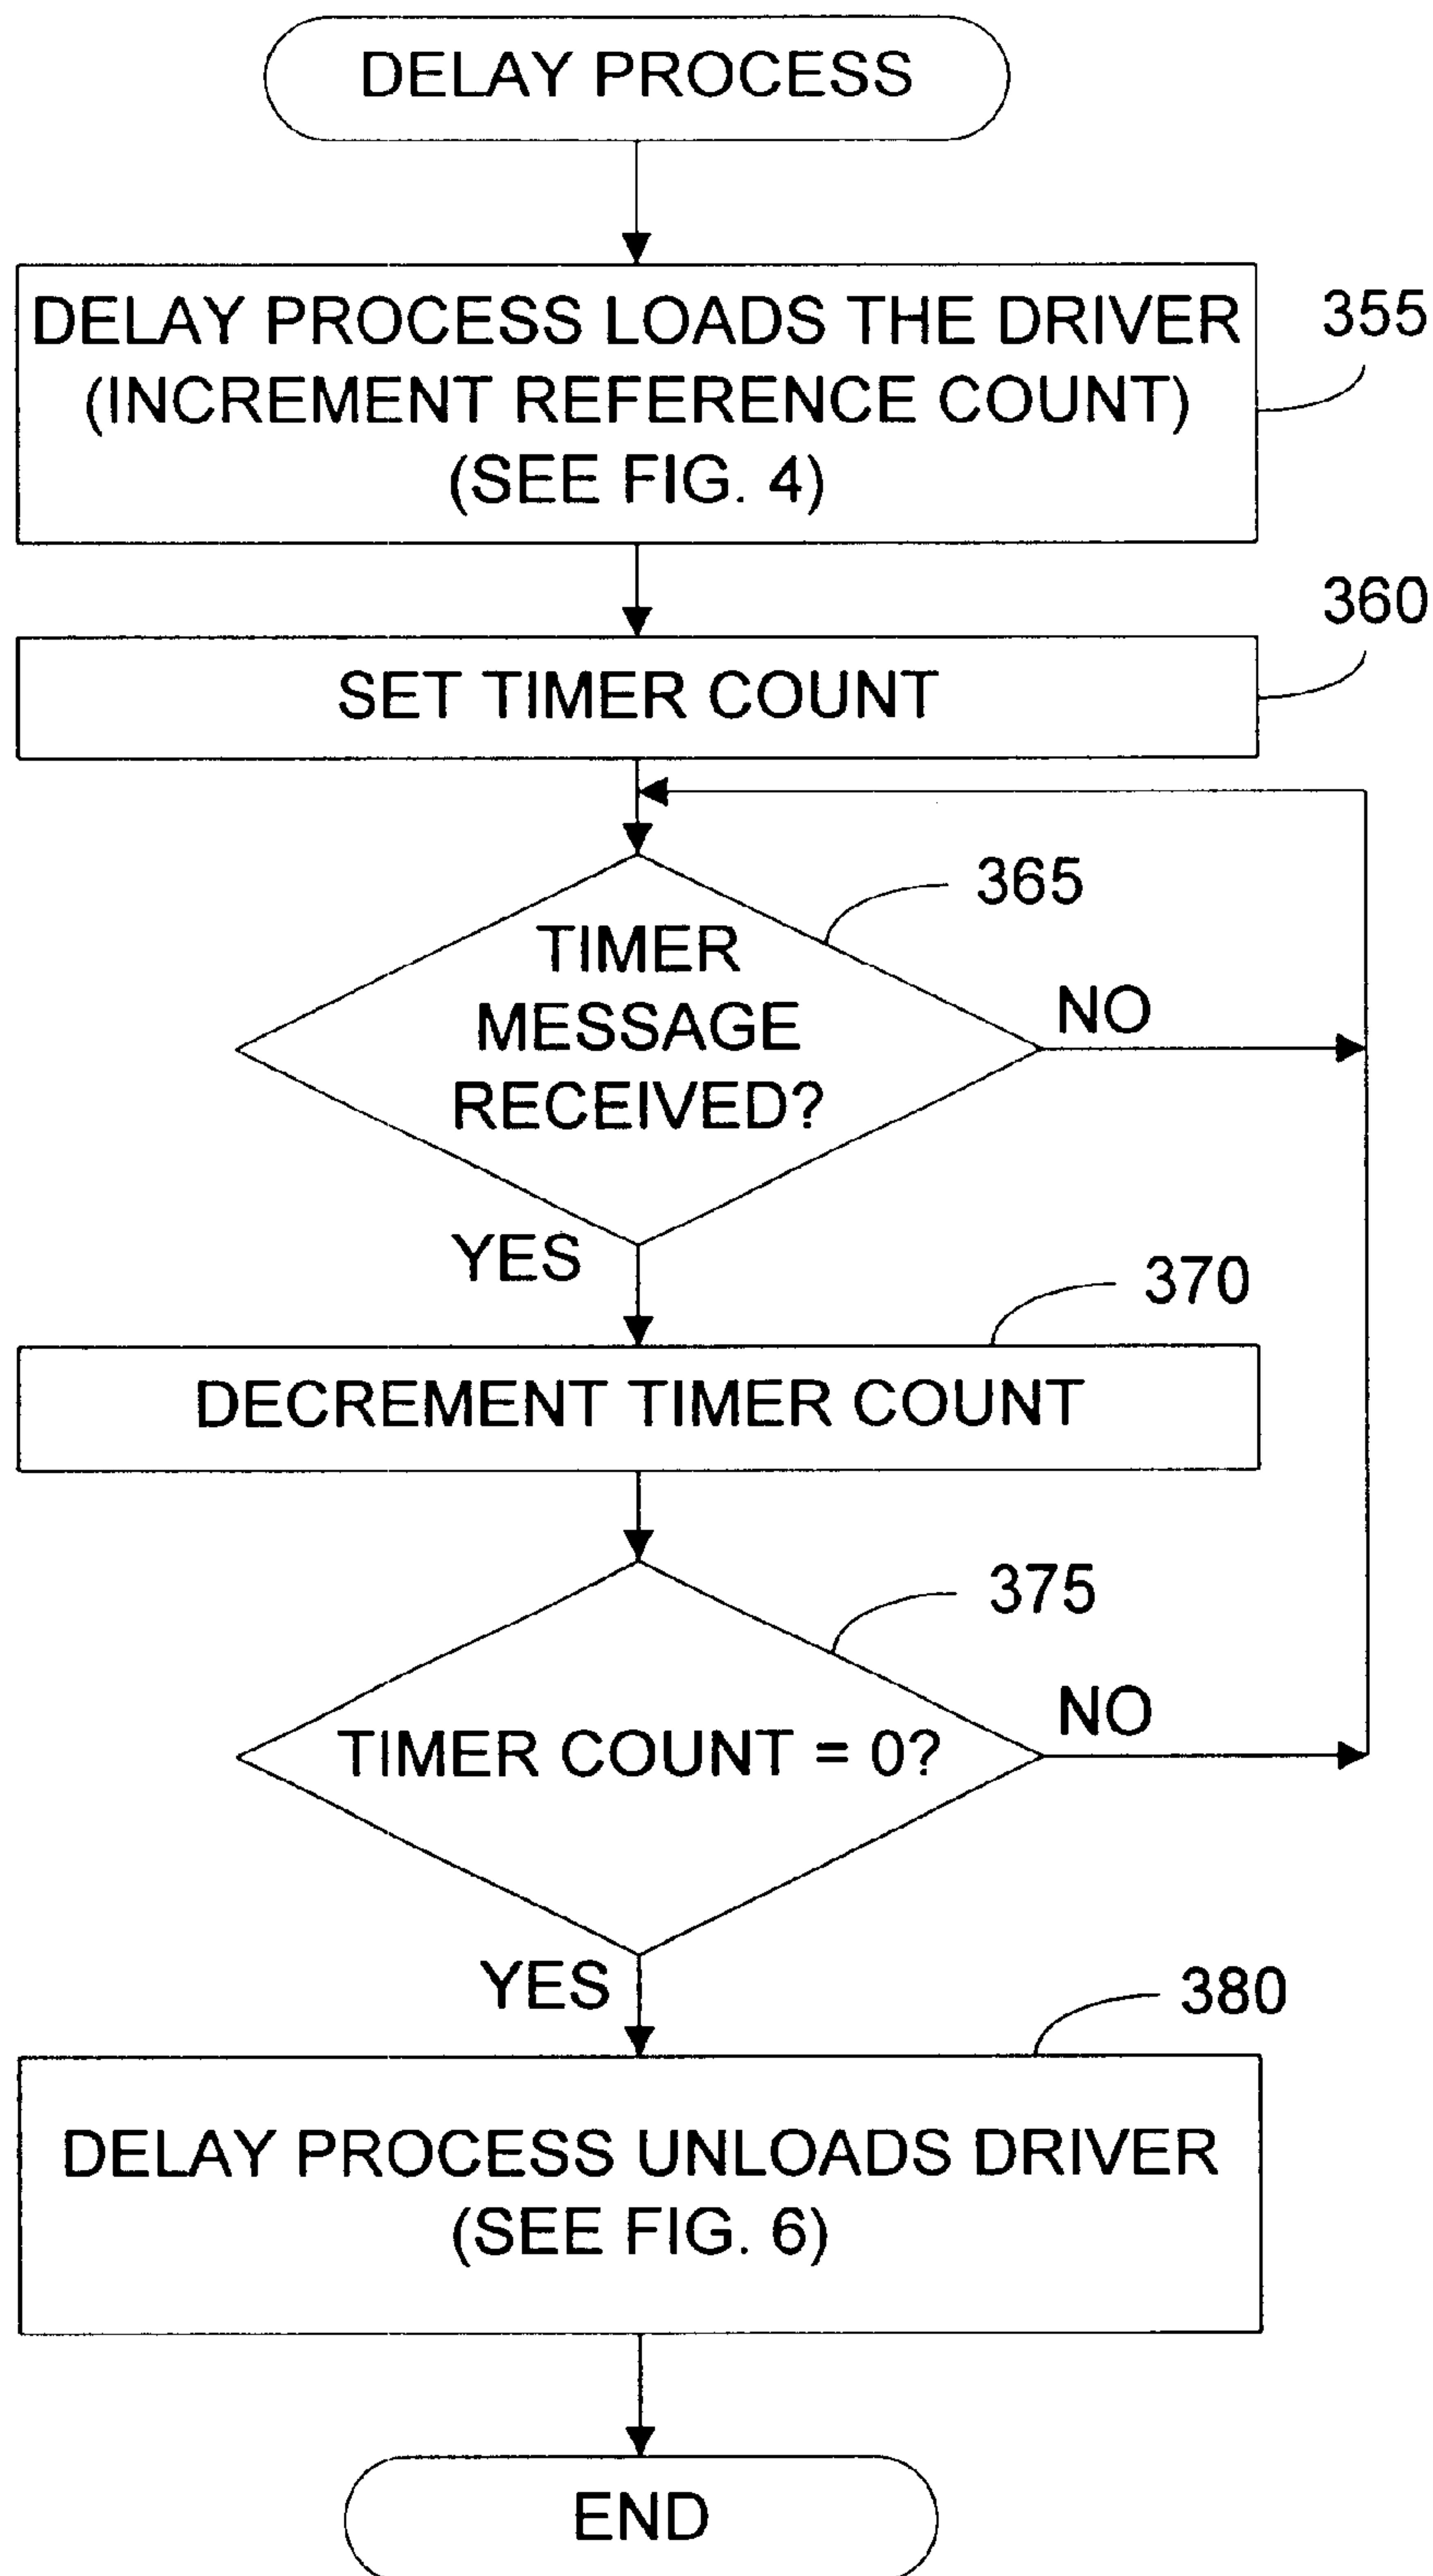 DELAY PROCESS
DELAY PROCESS LOADS THE DRIVER
(INCREMENT REFERENCE COUNT)
(SEE FIG. 4)
355
SET TIMER COUNT
360
TIMER
MESSAGE
RECEIVED?
365
NO
YES
370
DECREMENT TIMER COUNT
375
TIMER COUNT = 0?
NO
YES
380
DELAY PROCESS UNLOADS DRIVER
(SEE FIG. 6)
END